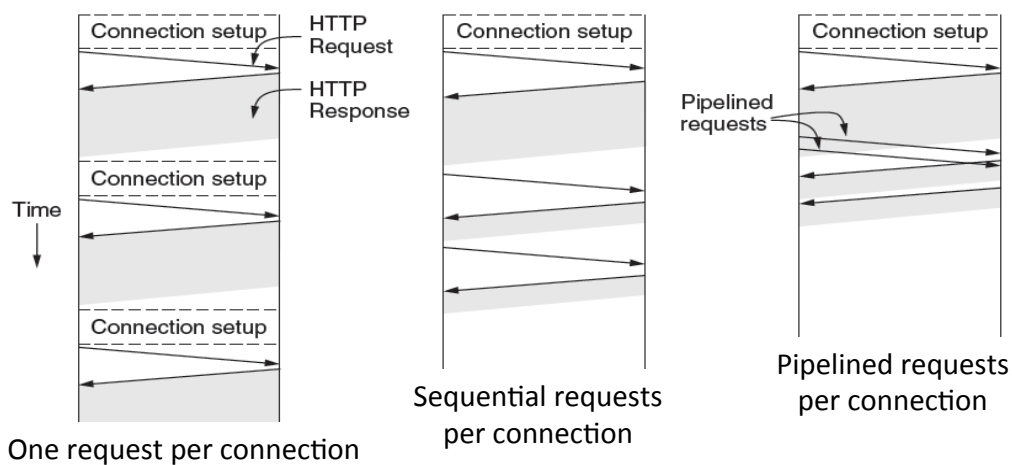 Connection setup
HTTP
Request
HTTP
Response
Connection setup
Time
Connection setup
One request per connection
Connection setup
Sequential requests
per connection
Connection setup
Pipelined
requests
Pipelined requests
per connection